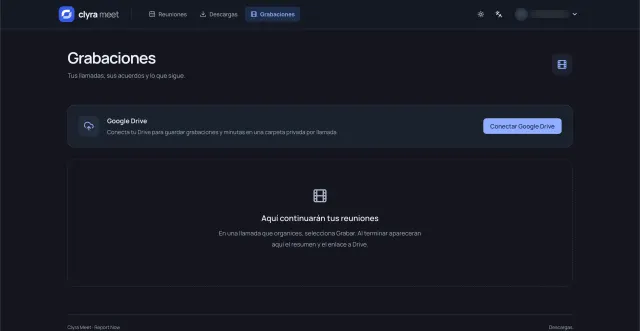 clyra meet
Reuniones
Descargas
Grabaciones
Grabaciones
Tus llamadas, sus acuerdos y lo que sigue.
Google Drive
Conecta tu Drive para guardar grabaciones y minutas en una carpeta privada por llamada
Conectar Google Drive
Aquí continuarán tus reuniones
En una llamada que organices, selecciona Grabar. Al terminar aparecerán
aquí el resumen y el enlace a Drive.
Clyra Meet · Report Now
Descargas